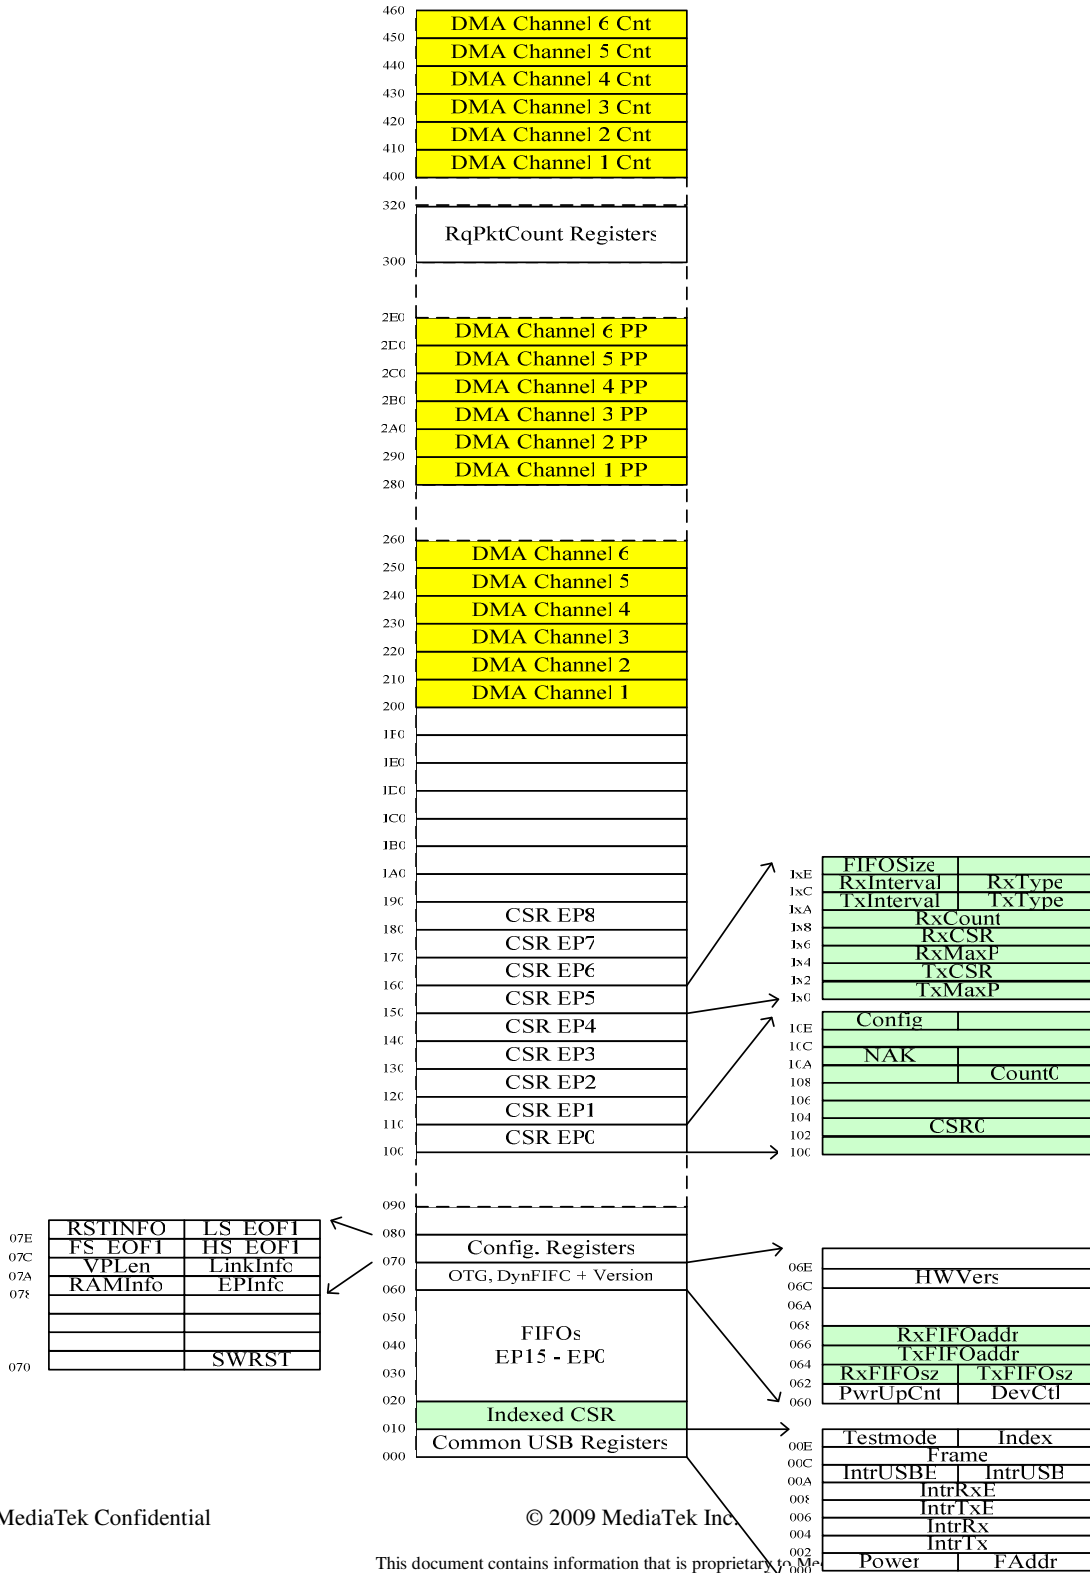 460
DMA Channel 6 Cnt
450
DMA Channel 5 Cnt
440
DMA Channel 4 Cnt
430
DMA Channel 3 Cnt
420
DMA Channel 2 Cnt
410
DMA Channel 1 Cnt
400
320
RqPktCount Registers
300
2E0
DMA Channel 6 PP
2D0
DMA Channel 5 PP
2C0
DMA Channel 4 PP
2B0
DMA Channel 3 PP
2A0
DMA Channel 2 PP
290
DMA Channel 1 PP
280
260
DMA Channel 6
250
DMA Channel 5
240
DMA Channel 4
230
DMA Channel 3
220
DMA Channel 2
210
DMA Channel 1
200
1F0
1E0
1D0
1C0
1B0
1A0
190
CSR EP8
180
CSR EP7
170
CSR EP6
160
CSR EP5
150
CSR EP4
140
CSR EP3
130
CSR EP2
120
CSR EP1
110
CSR EP0
100
090
080
Config. Registers
070
OTG, DynFIFO + Version
060
050
FIFOs
040
EP15 - EP0
030
020
Indexed CSR
010
Common USB Registers
000
FIFOSize
1xE
RxInterval RxType
1xC
TxInterval TxType
1xA
RxCount
1x8
RxCSR
1x6
RxMaxP
1x4
TxCSR
1x2
TxMaxP
1x0
Config
10E
10C
NAK
10A
Count0
108
106
104
CSR0
102
100
RSTINFO LS_EOF1
07E
FS_EOF1 HS_EOF1
07C
VPLen LinkInfo
07A
RAMInfo EPInfo
078
SWRST
070
06E
HWVers
06C
06A
068
RxFIFOaddr
066
TxFIFOaddr
064
RxFIFOsz TxFIFOsz
062
PwrUpCnt DevCtl
060
Testmode Index
00E
Frame
00C
IntrUSBE IntrUSB
00A
IntrRxE
008
IntrTxE
006
IntrRx
004
IntrTx
002
Power FAddr
000
MediaTek Confidential
© 2009 MediaTek Inc.
This document contains information that is proprietary to Me